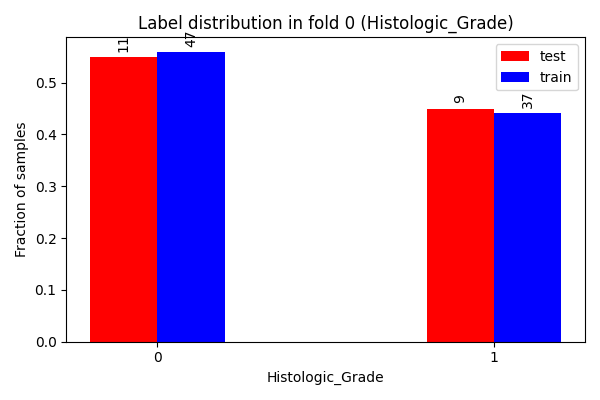 Label distribution in fold 0 (Histologic_Grade)
11
47
9
37
test
train
Fraction of samples
0.5
0.4
0.3
0.2
0.1
0.0
0
1
Histologic_Grade